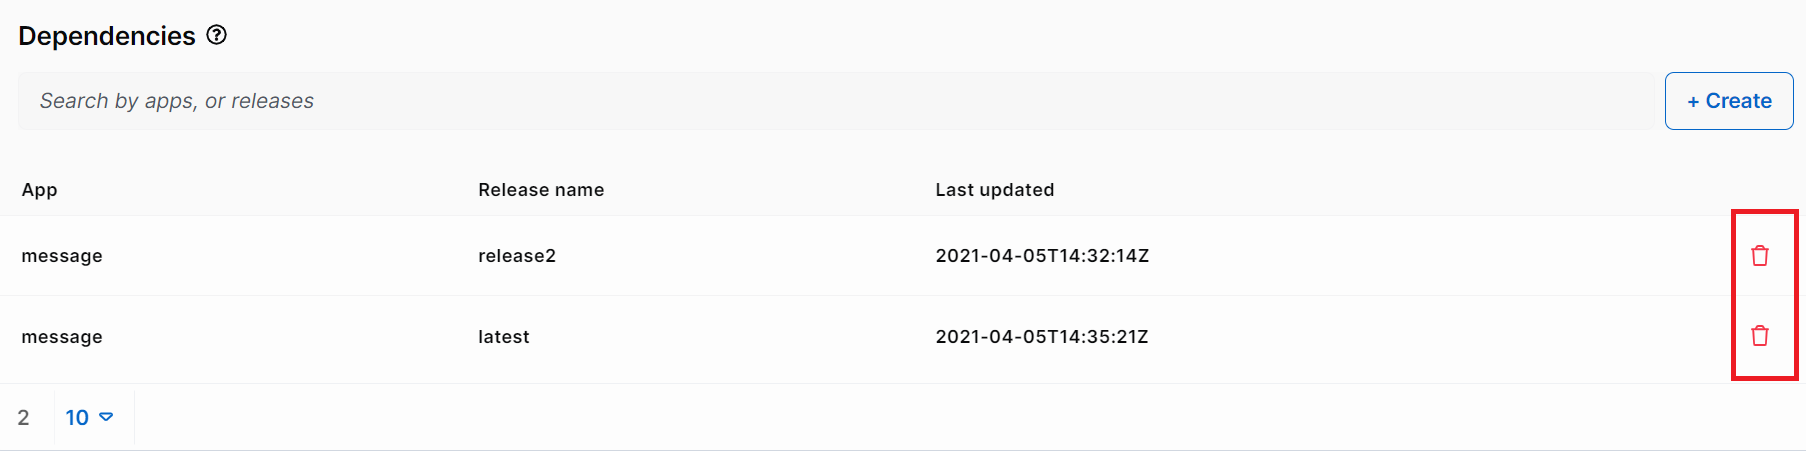 Dependencies
Search by apps, or releases
+ Create
App Release name Last updated
message release2 2021-04-05T14:32:14Z
message latest 2021-04-05T14:35:21Z
2 10